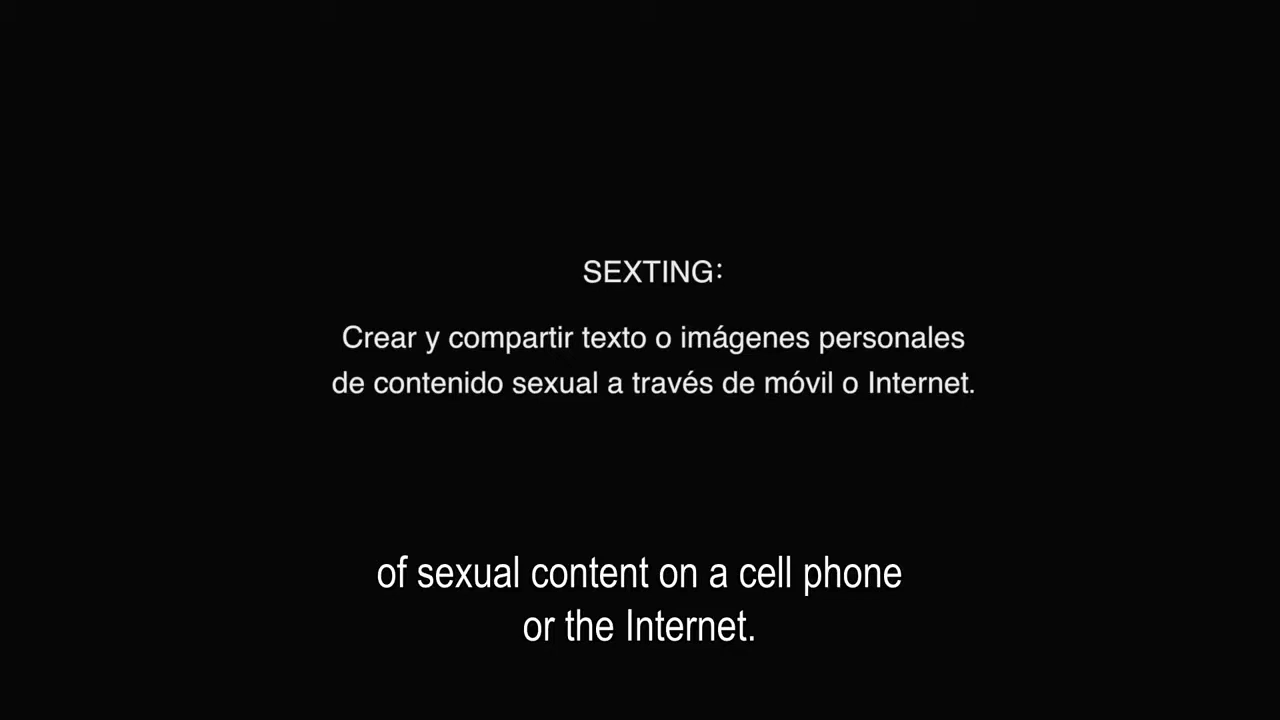 SEXTING:
Crear y compartir texto o imágenes personales
de contenido sexual a través de móvil o Internet.
of sexual content on a cell phone
or the Internet.